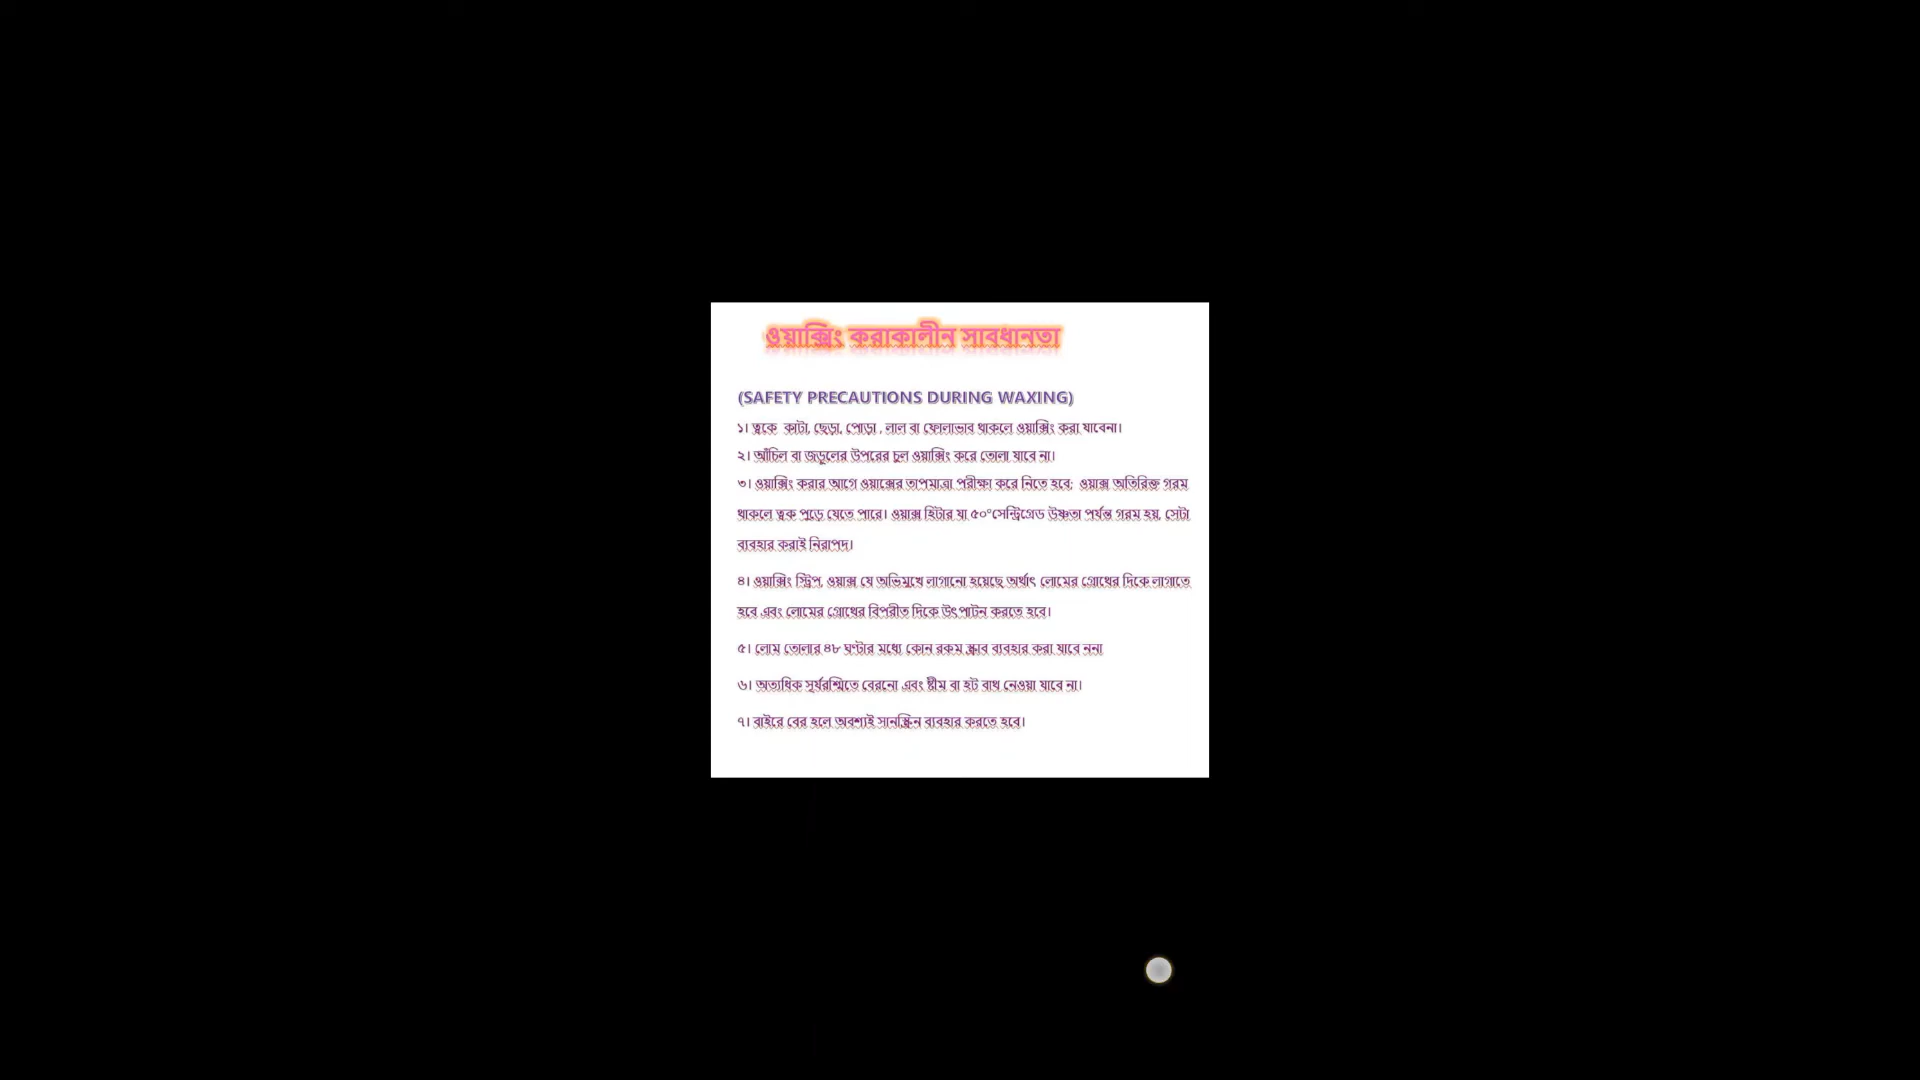 ওয়াক্সিং করাকালীন সাবধানতা
(SAFETY PRECAUTIONS DURING WAXING)
১। ত্বকে কাটা, ছেড়া, পোড়া , লাল বা ফোলাভাব থাকলে ওয়াক্সিং করা যাবেনা।
২। আঁচিল বা জড়ুলের উপরের চুল ওয়াক্সিং করে তোলা যাবে না।
৩। ওয়াক্সিং করার আগে ওয়াক্সের তাপমাত্রা পরীক্ষা করে নিতে হবে; ওয়াক্স অতিরিক্ত গরম
থাকলে ত্বক পুড়ে যেতে পারে। ওয়াক্স হিটার যা ৫০°সেন্ট্রিগ্রেড উষ্ণতা পর্যন্ত গরম হয়, সেটা
ব্যবহার করাই নিরাপদ।
৪। ওয়াক্সিং স্ট্রিপ, ওয়াক্স যে অভিমুখে লাগানো হয়েছে অর্থাৎ লোমের গ্রোথের দিকে লাগাতে
হবে এবং লোমের গ্রোথের বিপরীত দিকে উৎপাটন করতে হবে।
৫। লোম তোলার ৪৮ ঘণ্টার মধ্যে কোন রকম স্ক্রাব ব্যবহার করা যাবে ননা
৬। অত্যধিক সূর্যরশ্মিতে বেরনো এবং ষ্টীম বা হট বাথ নেওয়া যাবে না।
৭। বাইরে বের হলে অবশ্যই সানস্ক্রিন ব্যবহার করতে হবে।